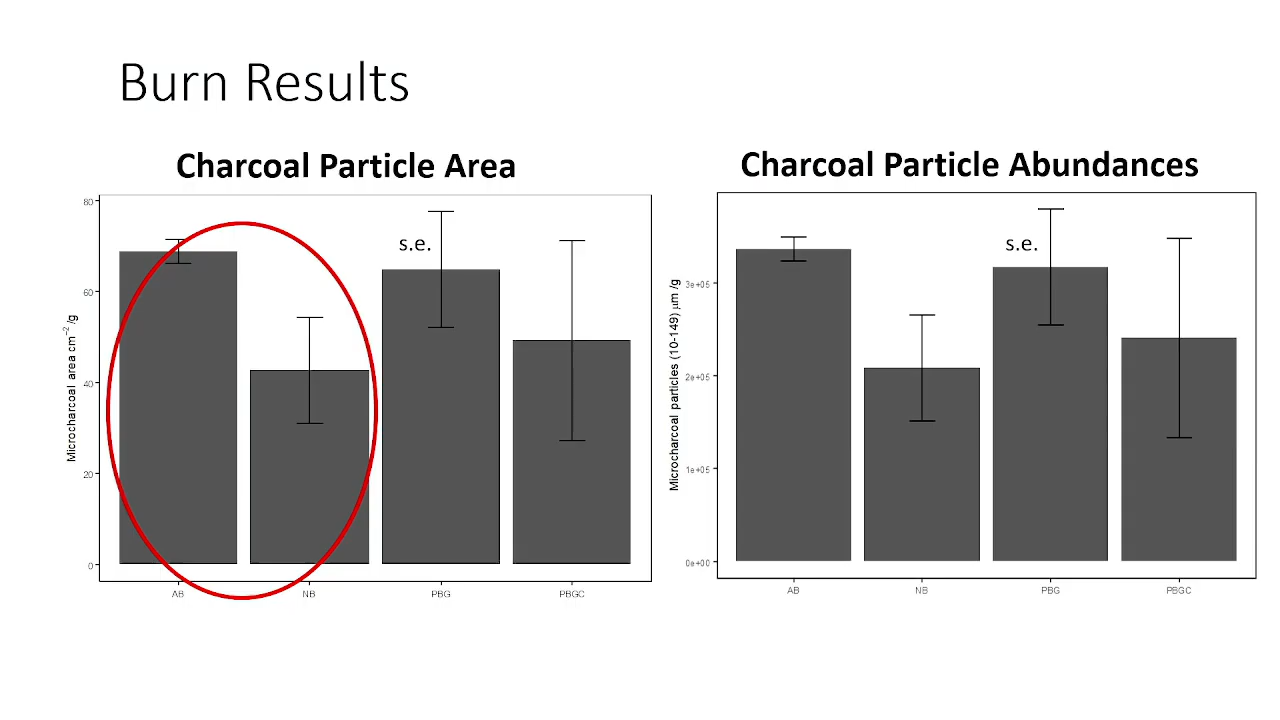 Burn Results
Charcoal Particle Area
Charcoal Particle Abundances
Microcharcoal area cm⁻² /g
80
60
40
20
0
s.e.
AB
NB
PBG
PBGC
Microcharcoal particles (10-149) µm /g
3e+05
2e+05
1e+05
0e+00
s.e.
AB
NB
PBG
PBGC